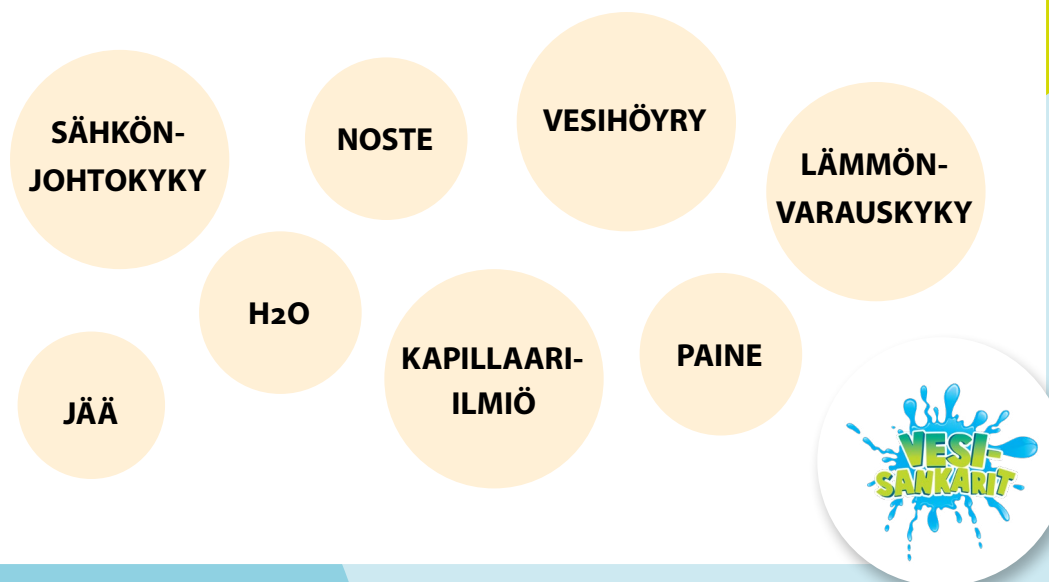 SÄHKÖN-
JOHTOKYKY
NOSTE
VESIHÖYRY
LÄMMÖN-
VARAUSKYKY
H2O
KAPILLAARI-
ILMIÖ
PAINE
JÄÄ
VESI-
SANKARIT